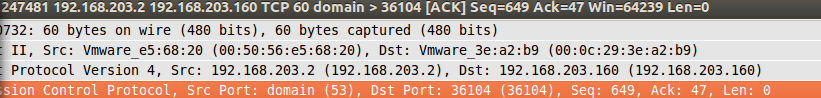 247481 192.168.203.2 192.168.203.160 TCP 60 domain > 36104 [ACK] Seq=649 Ack=47 Win=64239 Len=0
0732: 60 bytes on wire (480 bits), 60 bytes captured (480 bits)
t II, Src: Vmware_e5:68:20 (00:50:56:e5:68:20), Dst: Vmware_3e:a2:b9 (00:0c:29:3e:a2:b9)
t Protocol Version 4, Src: 192.168.203.2 (192.168.203.2), Dst: 192.168.203.160 (192.168.203.160)
ssion Control Protocol, Src Port: domain (53), Dst Port: 36104 (36104), Seq: 649, Ack: 47, Len: 0